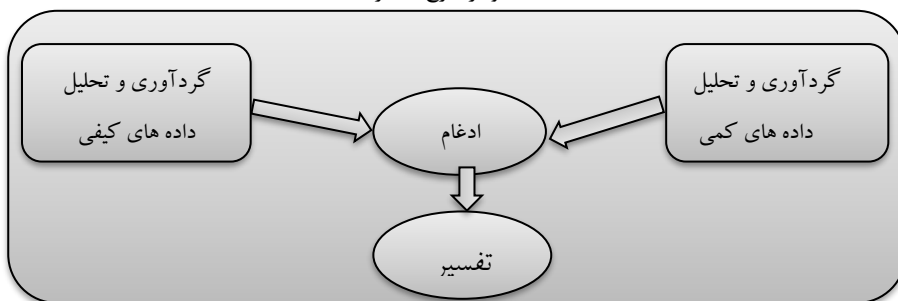 گردآوری و تحلیل
داده های کمی
گردآوری و تحلیل
داده های کیفی
ادغام
تفسیر